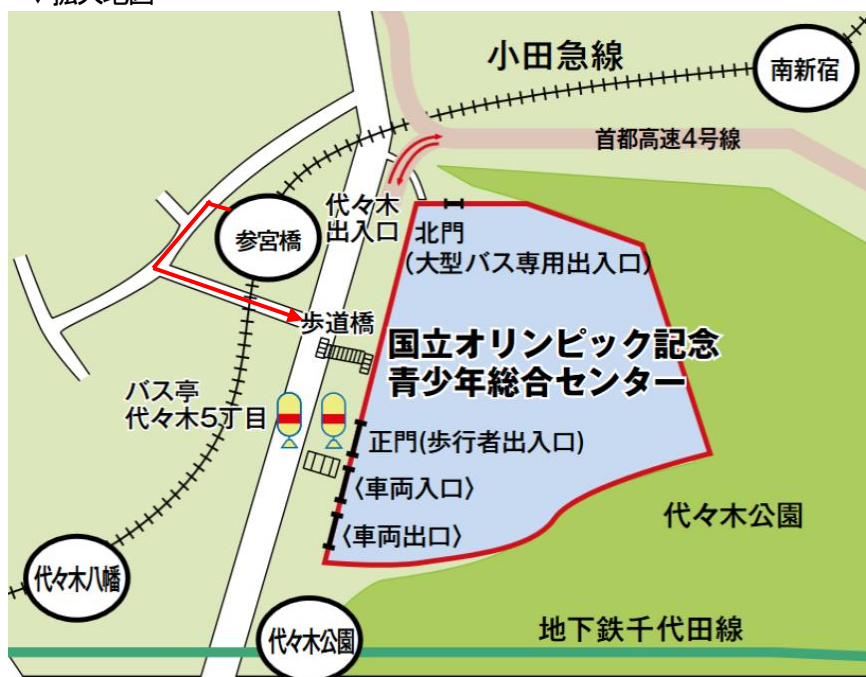 小田急線
南新宿
首都高速4号線
代々木
出入口
北門
(大型バス専用出入口)
参宮橋
歩道橋
国立オリンピック記念
青少年総合センター
バス亭
代々木5丁目
正門(歩行者出入口)
〈車両入口〉
〈車両出口〉
代々木公園
代々木八幡
代々木公園
地下鉄千代田線